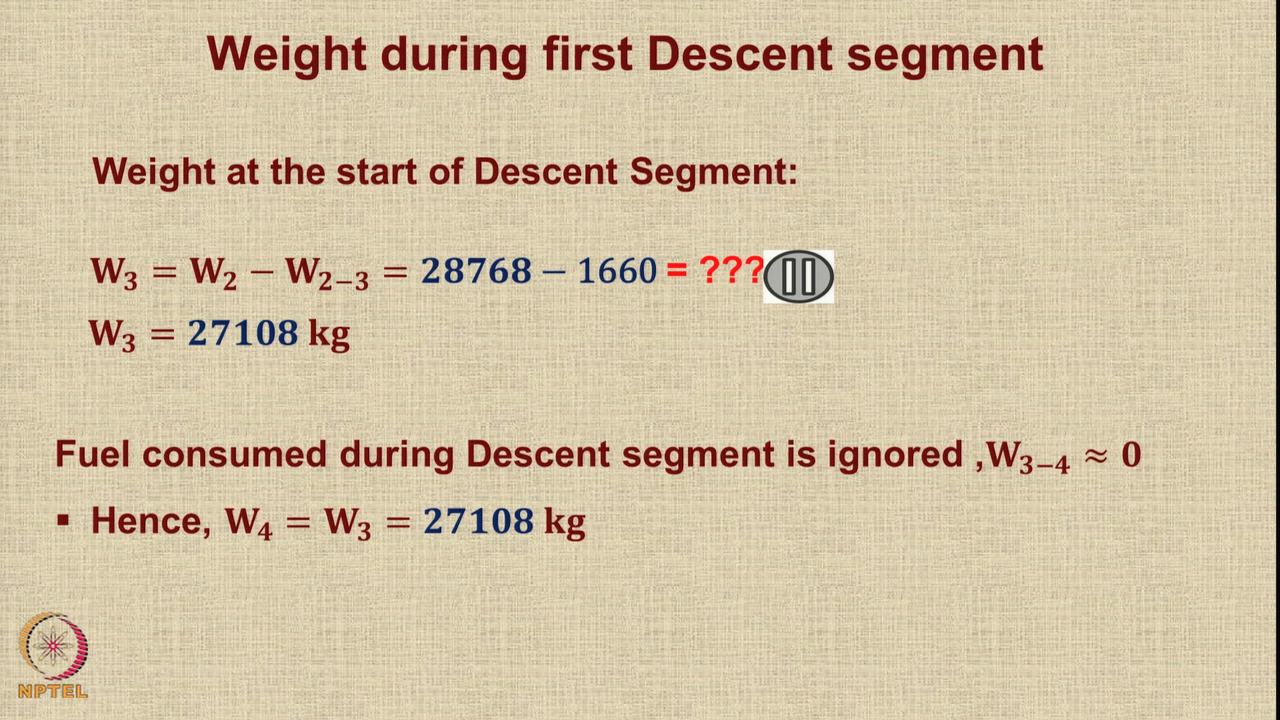 Weight during first Descent segment
Weight at the start of Descent Segment:
W₃ = W₂ − W₂₋₃ = 28768 − 1660 = ???
W₃ = 27108 kg
Fuel consumed during Descent segment is ignored ,W₃₋₄ ≈ 0
▪ Hence, W₄ = W₃ = 27108 kg
NPTEL